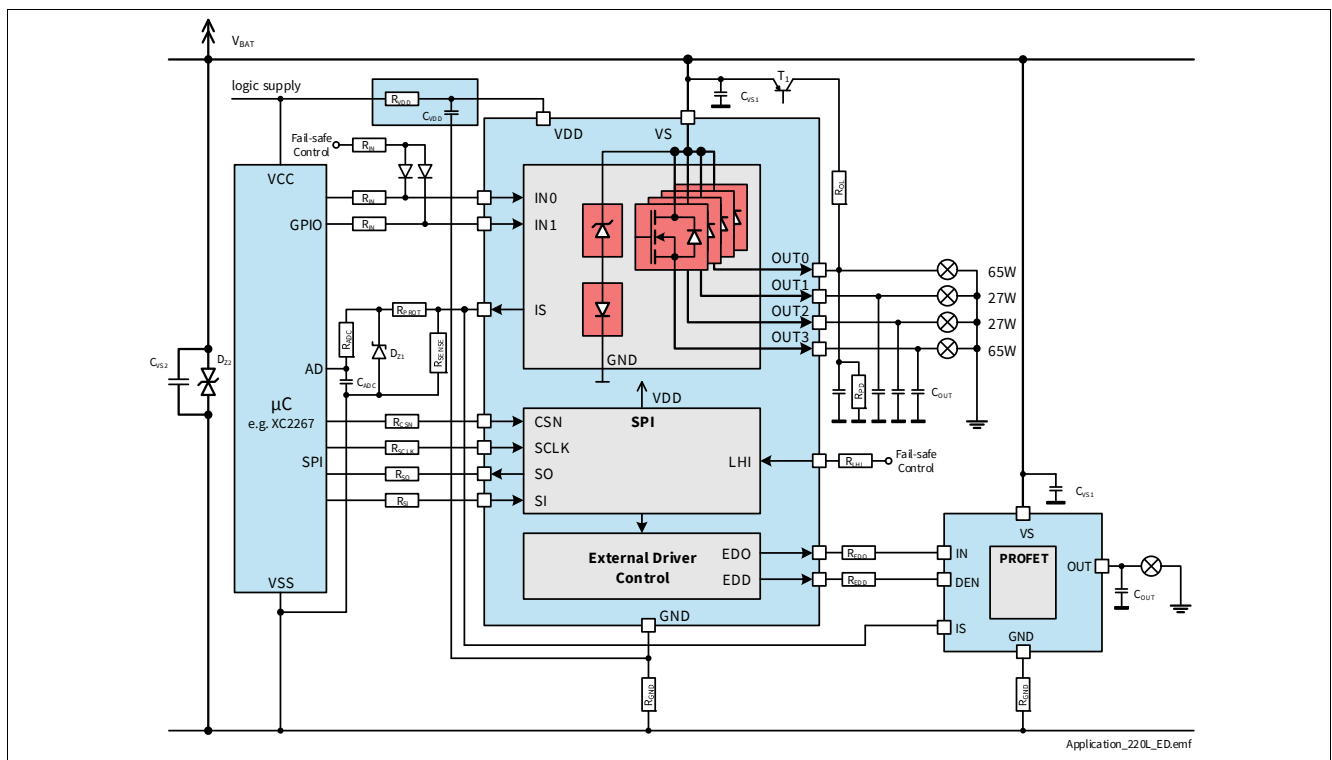 VBAT
logic supply
RVDD
CVDD
T1
CVS1
VDD
VS
Fail-safe
Control
RIN
VCC
RIN
IN0
ROL
GPIO
RIN
IN1
OUT0
65W
OUT1
27W
IS
RPROT
OUT2
27W
RADC
DZ1
RSENSE
OUT3
65W
CVS2
DZ2
GND
AD
CADC
VDD
RPD
COUT
µC
e.g. XC2267
RCSN
CSN
SPI
RSCLK
SCLK
SPI
RSO
SO
LHI
RLHI
Fail-safe
Control
RSI
SI
CVS1
VS
External Driver
Control
EDO
REDO
IN
PROFET
OUT
EDD
REDD
DEN
COUT
VSS
GND
IS
GND
RGND
RGND
Application_220L_ED.emf